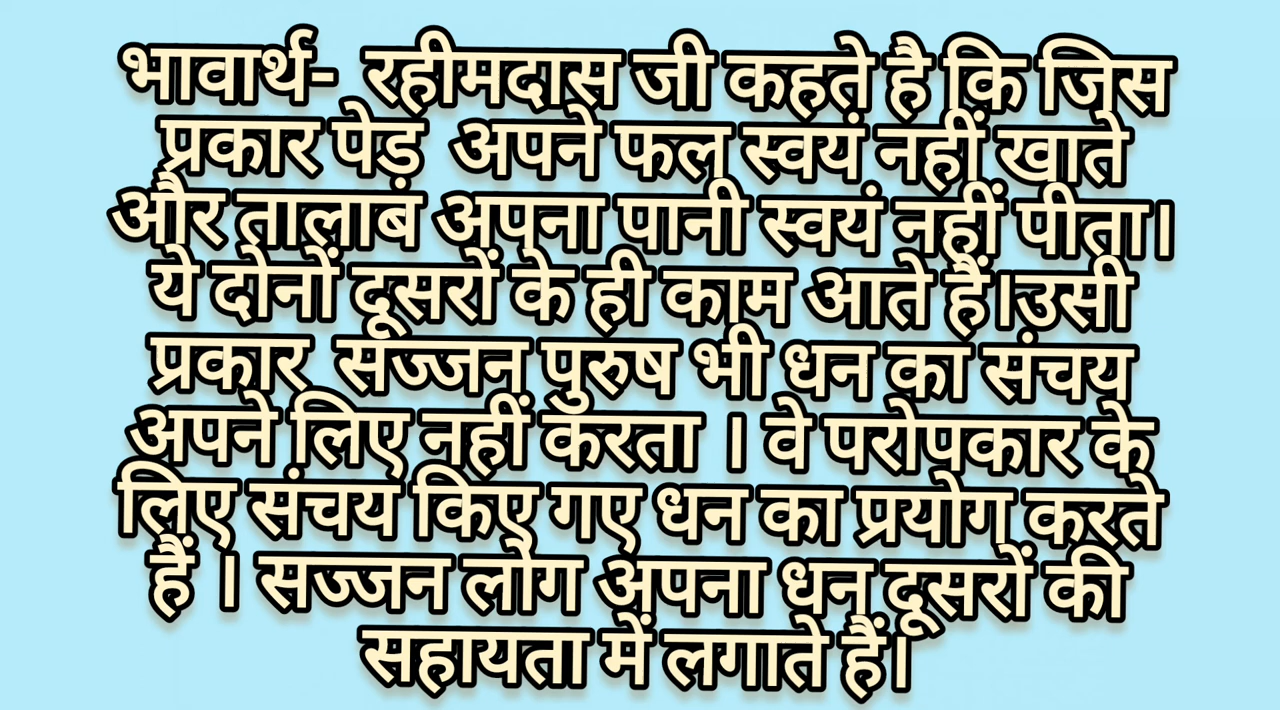 भावार्थ- रहीमदास जी कहते है कि जिस
प्रकार पेड़ अपने फल स्वयं नहीं खाते
और तालाब अपना पानी स्वयं नहीं पीता।
ये दोनों दूसरों के ही काम आते हैं।उसी
प्रकार सज्जन पुरुष भी धन का संचय
अपने लिए नहीं करता । वे परोपकार के
लिए संचय किए गए धन का प्रयोग करते
हैं । सज्जन लोग अपना धन दूसरों की
सहायता में लगाते हैं।